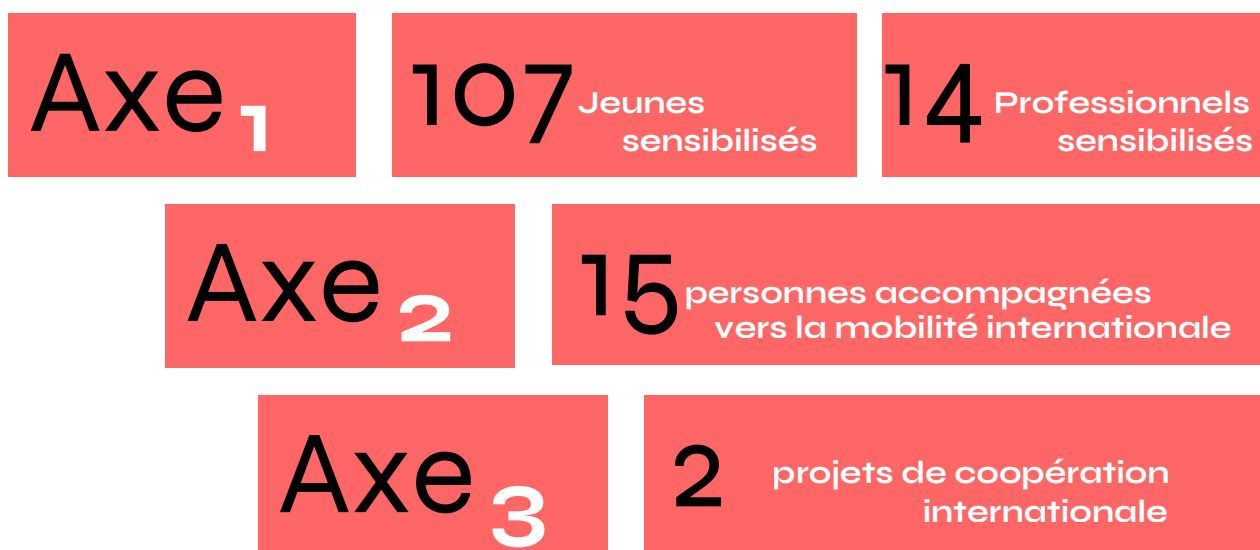 Axe 1
107 Jeunes
sensibilisés
14 Professionnels
sensibilisés
Axe 2
15 personnes accompagnées
vers la mobilité internationale
Axe 3
2 projets de coopération
internationale